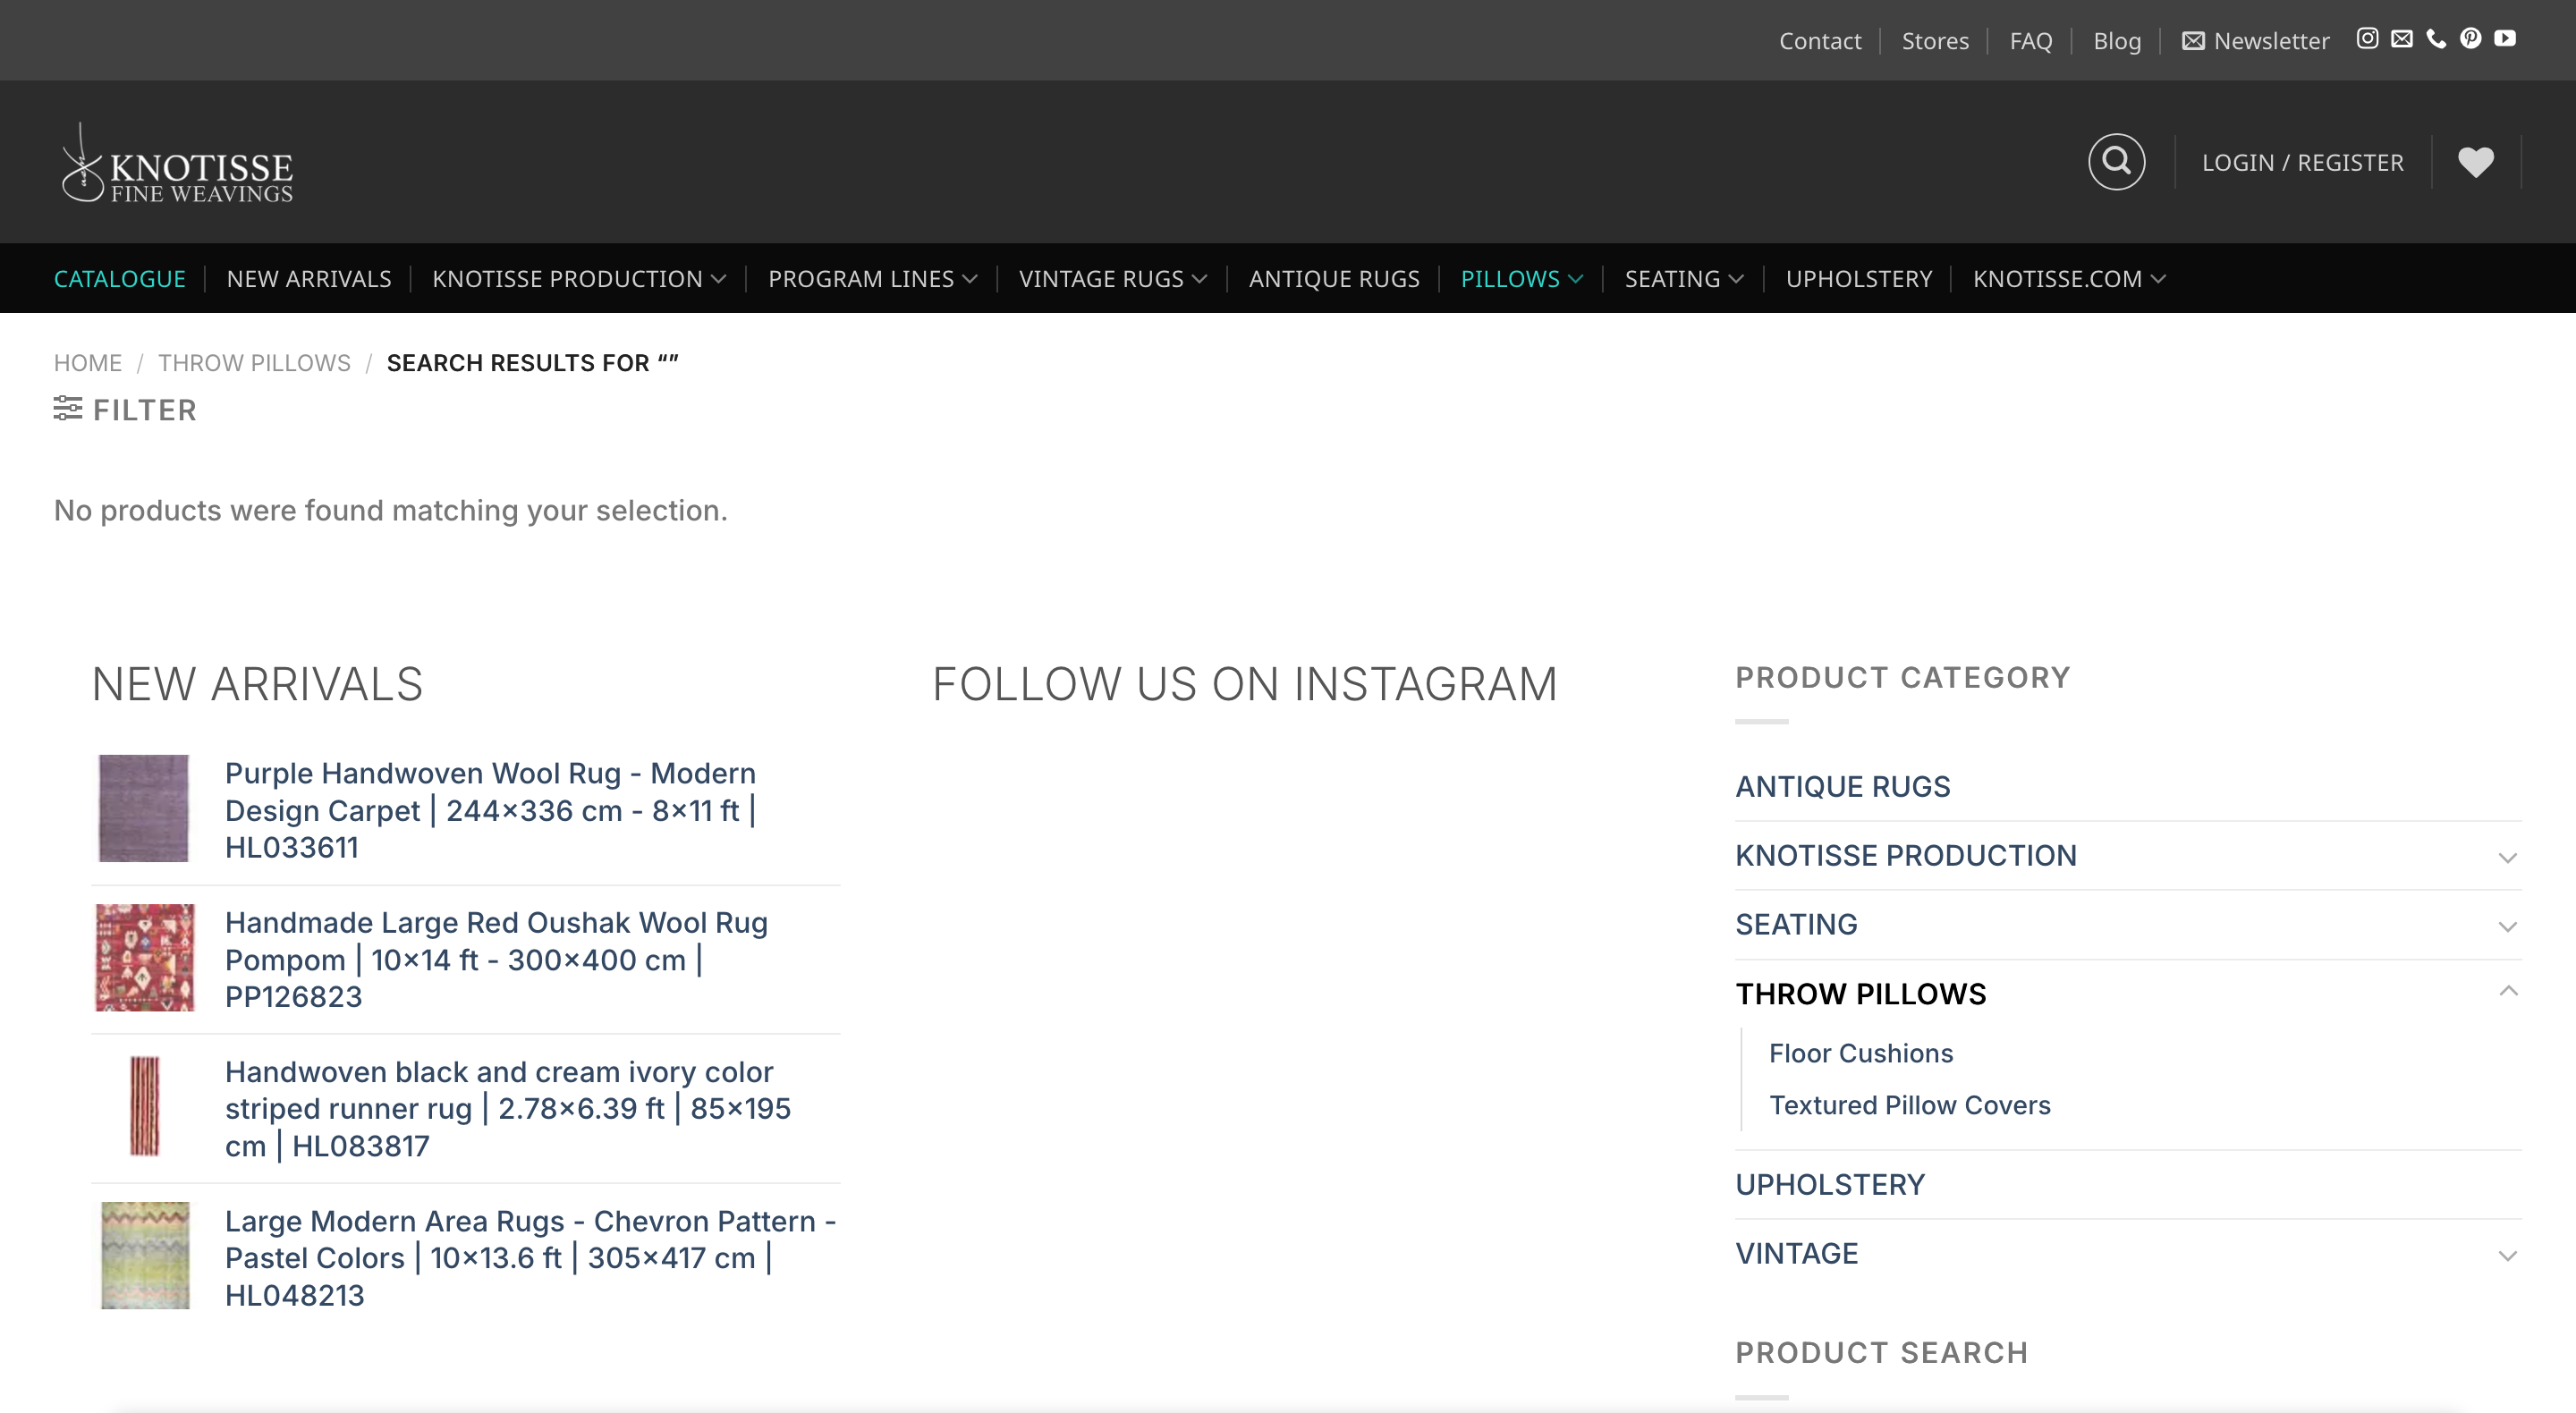 Contact
Stores
FAQ
Blog
Newsletter
KNOTISSE
FINE WEAVINGS
LOGIN / REGISTER
CATALOGUE
NEW ARRIVALS
KNOTISSE PRODUCTION
PROGRAM LINES
VINTAGE RUGS
ANTIQUE RUGS
PILLOWS
SEATING
UPHOLSTERY
KNOTISSE.COM
HOME / THROW PILLOWS / SEARCH RESULTS FOR “”
FILTER
No products were found matching your selection.
NEW ARRIVALS
Purple Handwoven Wool Rug - Modern
Design Carpet | 244×336 cm - 8×11 ft |
HL033611
Handmade Large Red Oushak Wool Rug
Pompom | 10×14 ft - 300×400 cm |
PP126823
Handwoven black and cream ivory color
striped runner rug | 2.78×6.39 ft | 85×195
cm | HL083817
Large Modern Area Rugs - Chevron Pattern -
Pastel Colors | 10×13.6 ft | 305×417 cm |
HL048213
FOLLOW US ON INSTAGRAM
PRODUCT CATEGORY
ANTIQUE RUGS
KNOTISSE PRODUCTION
SEATING
THROW PILLOWS
Floor Cushions
Textured Pillow Covers
UPHOLSTERY
VINTAGE
PRODUCT SEARCH